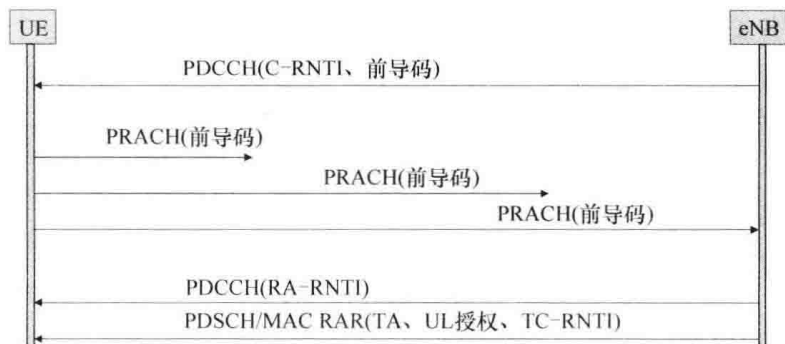 UE
eNB
PDCCH(C-RNTI、前导码)
PRACH(前导码)
PRACH(前导码)
PRACH(前导码)
PDCCH(RA-RNTI)
PDSCH/MAC RAR(TA、UL授权、TC-RNTI)